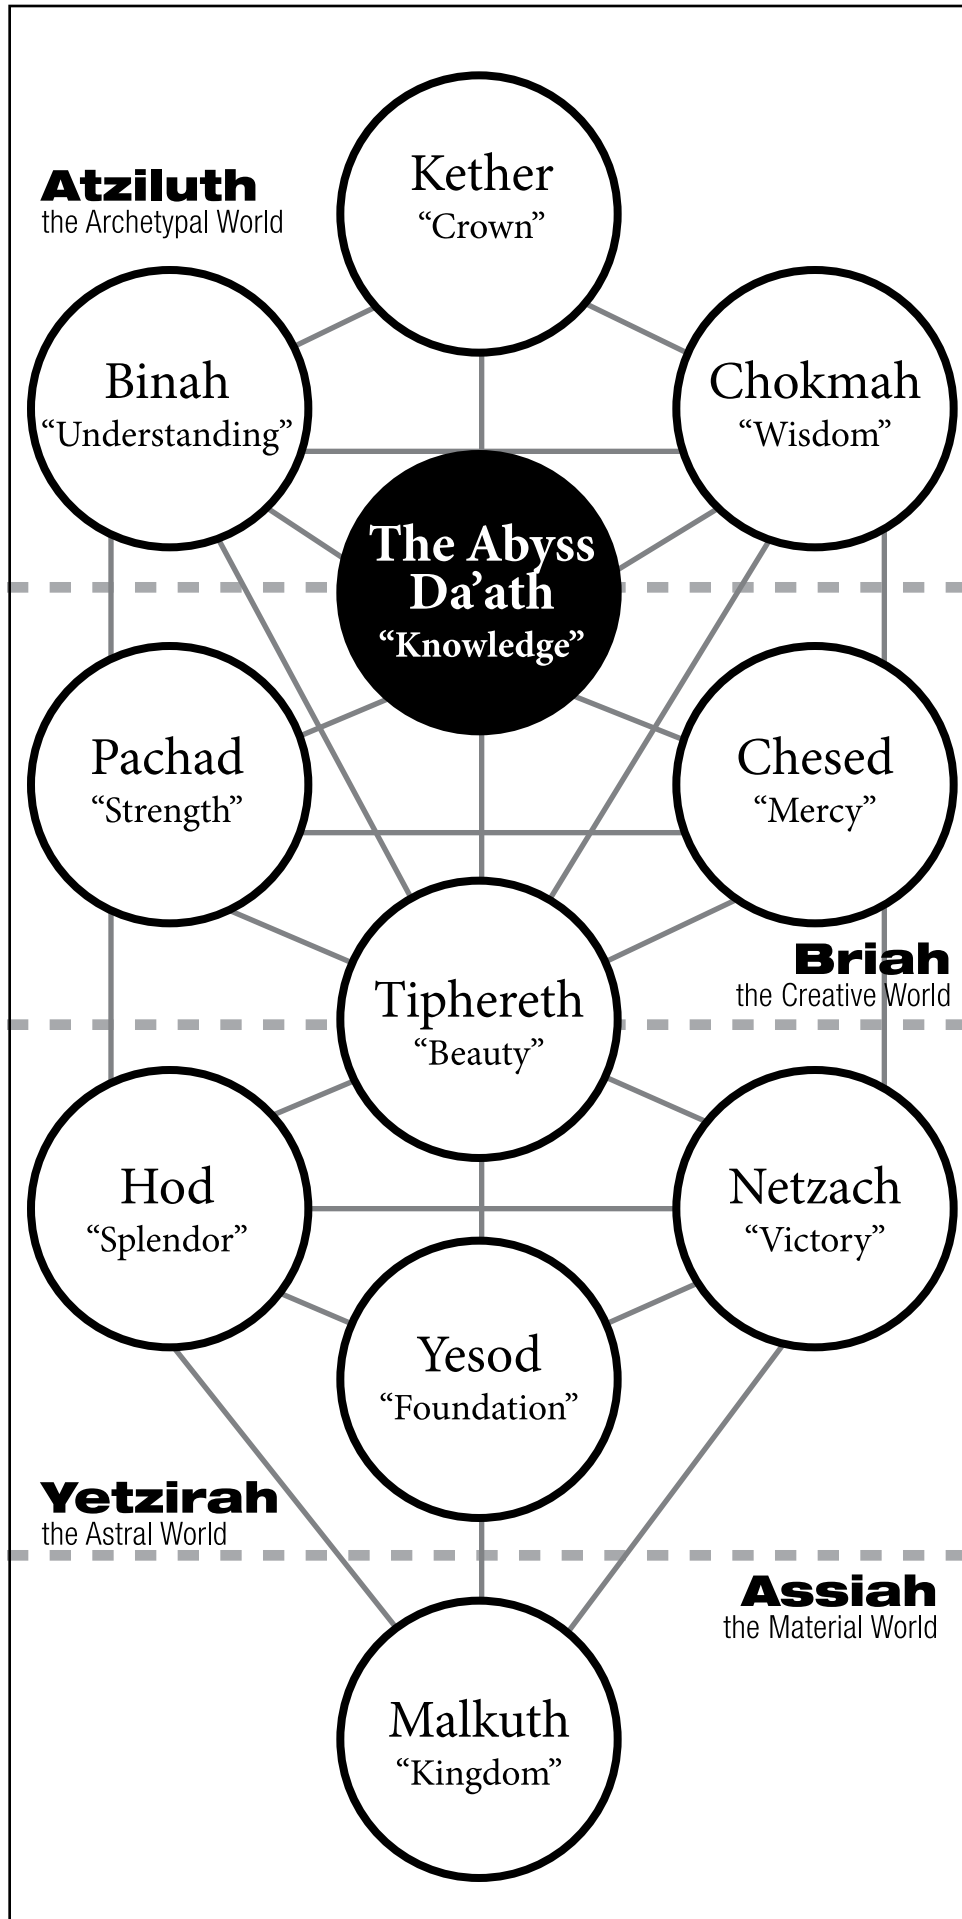 Kether
“Crown”
Atziluth
the Archetypal World
Binah
“Understanding”
Chokmah
“Wisdom”
The Abyss
Da’ath
“Knowledge”
Pachad
“Strength”
Chesed
“Mercy”
Briah
the Creative World
Tiphereth
“Beauty”
Hod
“Splendor”
Netzach
“Victory”
Yesod
“Foundation”
Yetzirah
the Astral World
Assiah
the Material World
Malkuth
“Kingdom”